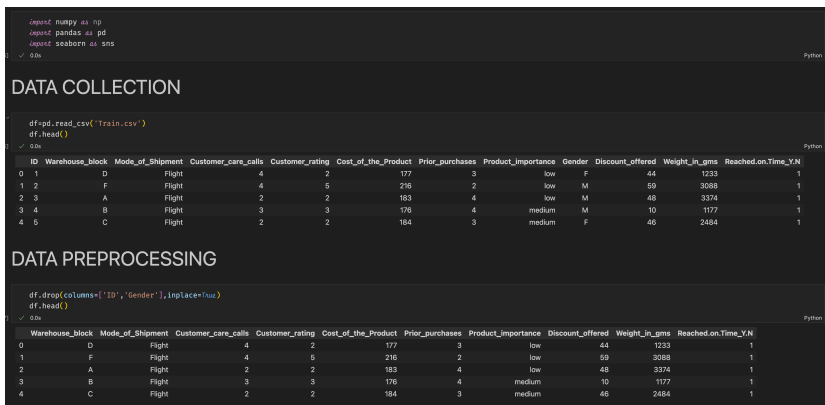 import numpy as np
import pandas as pd
import seaborn as sns
✓ 0.0s Python
DATA COLLECTION
df=pd.read_csv('Train.csv')
df.head()
✓ 0.0s Python
ID Warehouse_block Mode_of_Shipment Customer_care_calls Customer_rating Cost_of_the_Product Prior_purchases Product_importance Gender Discount_offered Weight_in_gms Reached.on.Time_Y.N
0 1 D Flight 4 2 177 3 low F 44 1233 1
1 2 F Flight 4 5 216 2 low M 59 3088 1
2 3 A Flight 2 2 183 4 low M 48 3374 1
3 4 B Flight 3 3 176 4 medium M 10 1177 1
4 5 C Flight 2 2 184 3 medium F 46 2484 1
DATA PREPROCESSING
df.drop(columns=['ID','Gender'],inplace=True)
df.head()
✓ 0.0s Python
Warehouse_block Mode_of_Shipment Customer_care_calls Customer_rating Cost_of_the_Product Prior_purchases Product_importance Discount_offered Weight_in_gms Reached.on.Time_Y.N
0 D Flight 4 2 177 3 low 44 1233 1
1 F Flight 4 5 216 2 low 59 3088 1
2 A Flight 2 2 183 4 low 48 3374 1
3 B Flight 3 3 176 4 medium 10 1177 1
4 C Flight 2 2 184 3 medium 46 2484 1